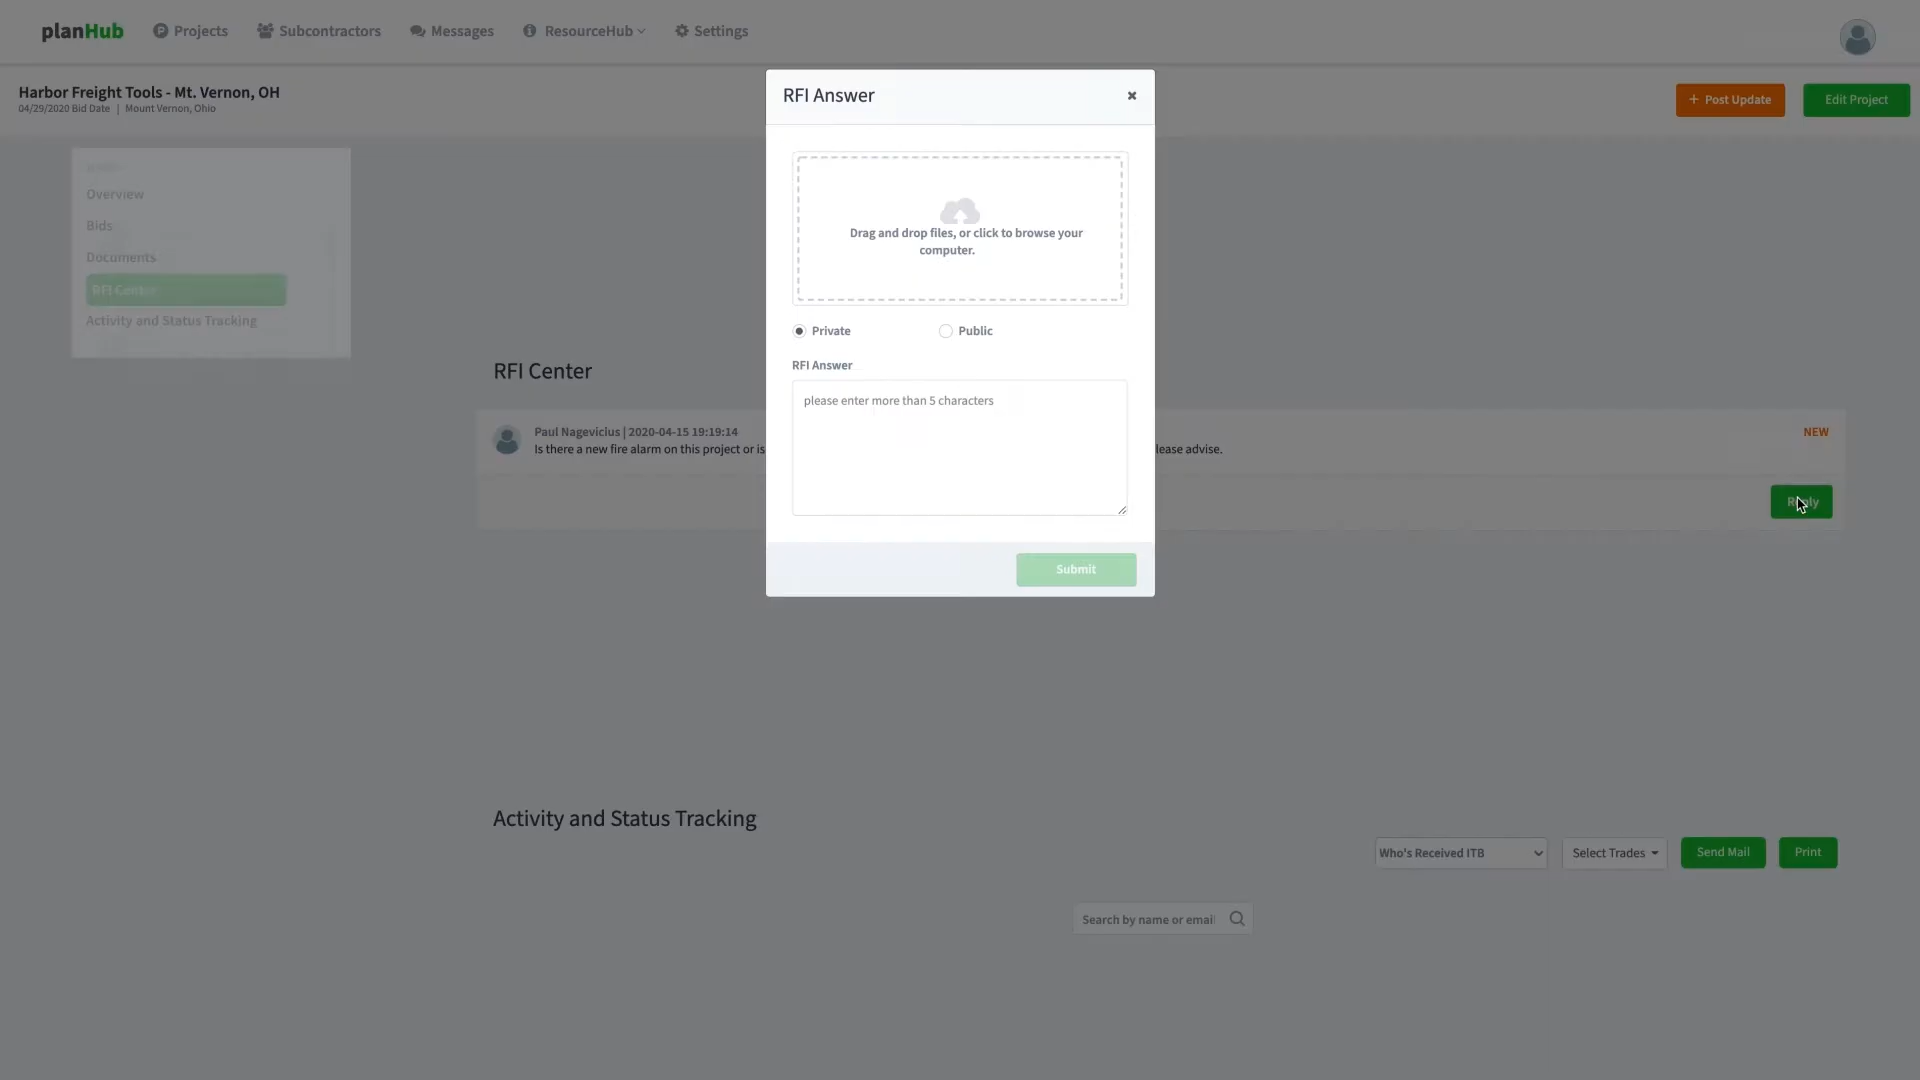 planHub
Projects
Subcontractors
Messages
ResourceHub
Settings
Harbor Freight Tools - Mt. Vernon, OH
04/29/2020 Bid Date | Mount Vernon, Ohio
+ Post Update
Edit Project
Overview
Bids
Documents
RFI Center
Activity and Status Tracking
RFI Answer
Drag and drop files, or click to browse your
computer.
Private
Public
RFI Answer
please enter more than 5 characters
Submit
RFI Center
Paul Nagevicius | 2020-04-15 19:19:14
NEW
Is there a new fire alarm on this project or is
lease advise.
Reply
Activity and Status Tracking
Who's Received ITB
Select Trades
Send Mail
Print
Search by name or email